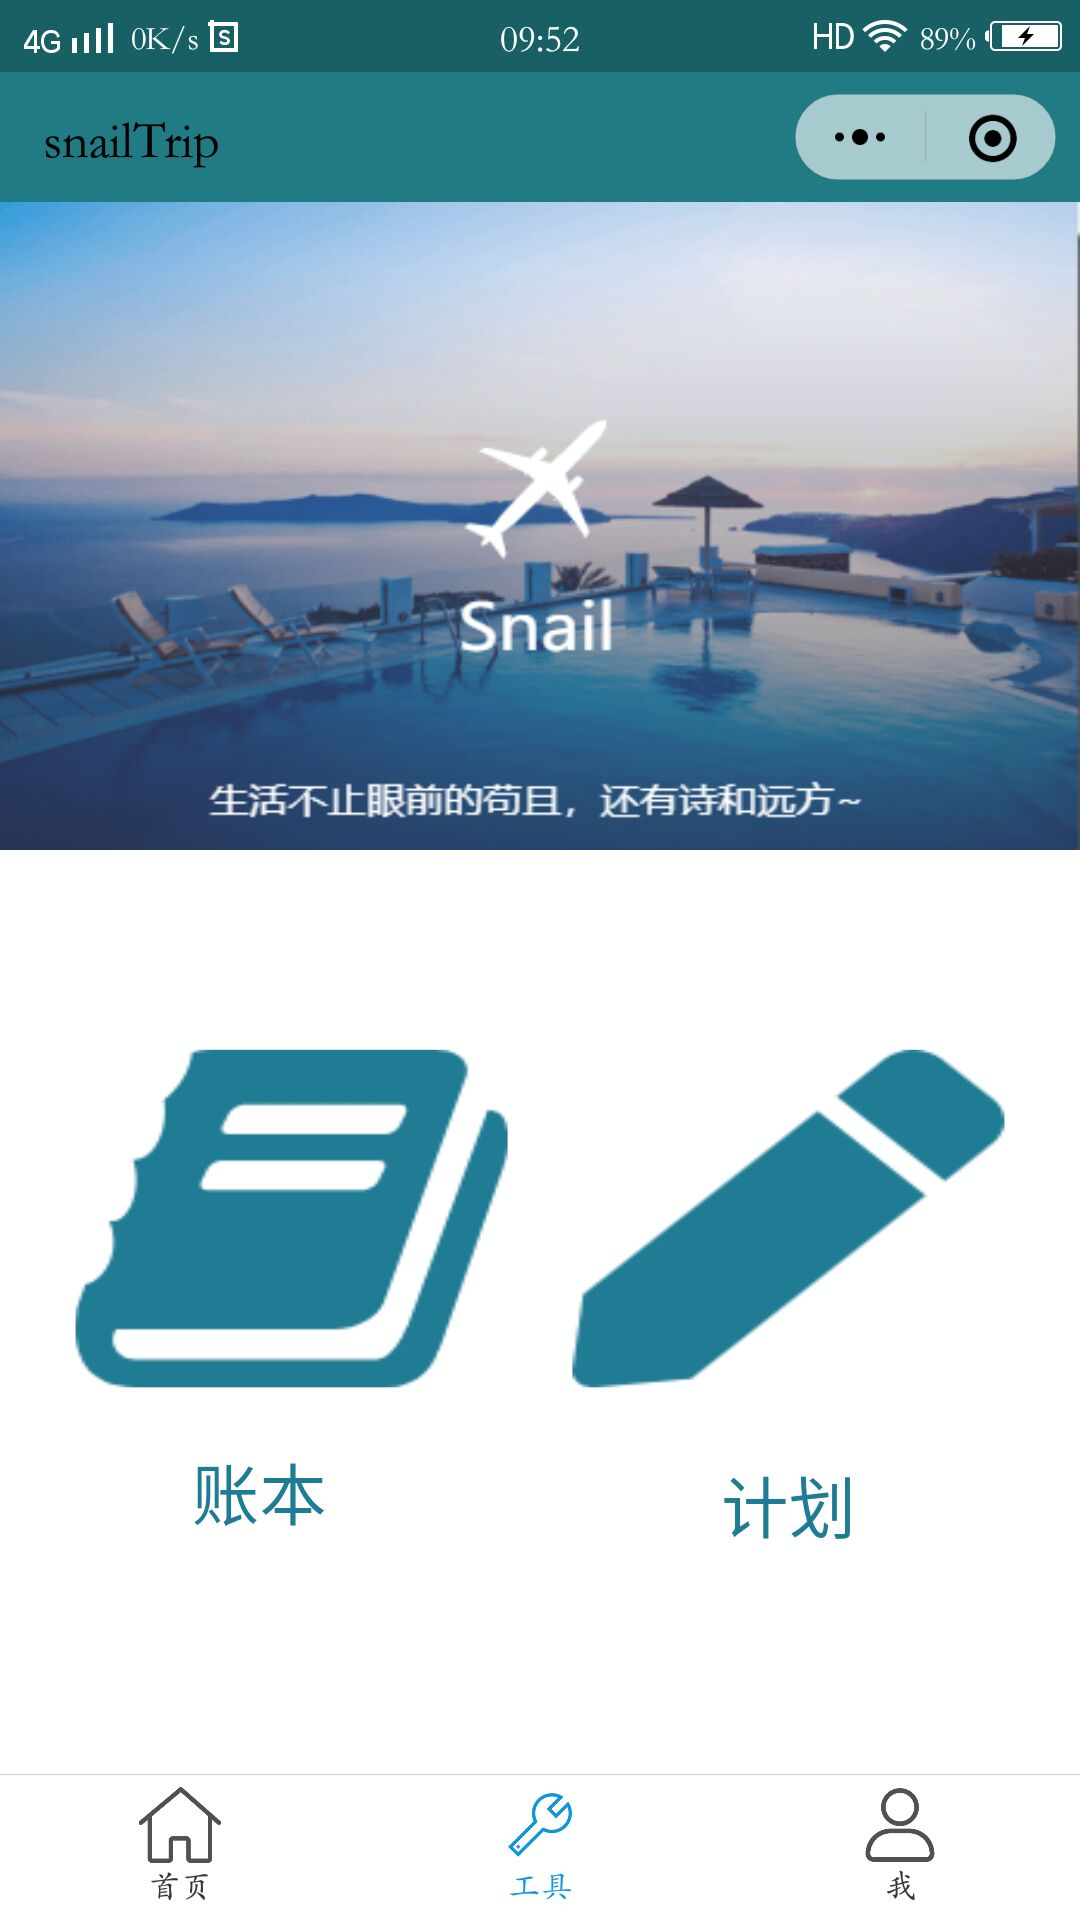 4G 0K/s S 09:52 HD 89%
snailTrip
Snail
生活不止眼前的苟且，还有诗和远方~
账本 计划
首页 工具 我